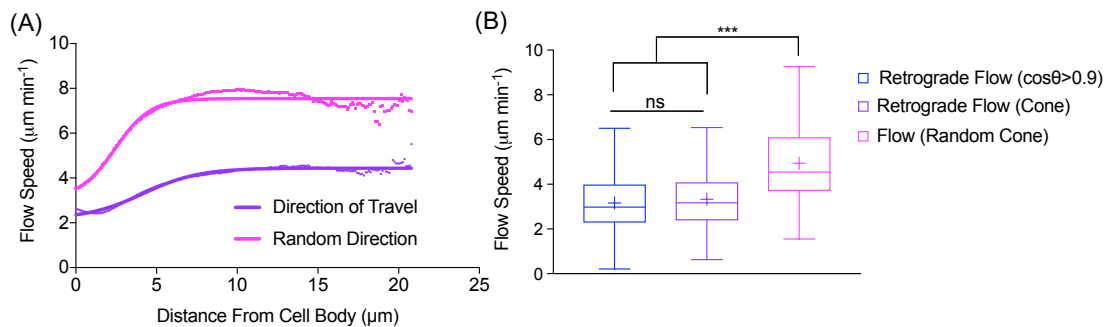 (A)
Flow Speed (μm min⁻¹)
10
8
6
4
2
0
0
5
10
15
20
25
Direction of Travel
Random Direction
Distance From Cell Body (μm)
(B)
Flow Speed (μm min⁻¹)
10
8
6
4
2
0
***
ns
Retrograde Flow (cosθ>0.9)
Retrograde Flow (Cone)
Flow (Random Cone)